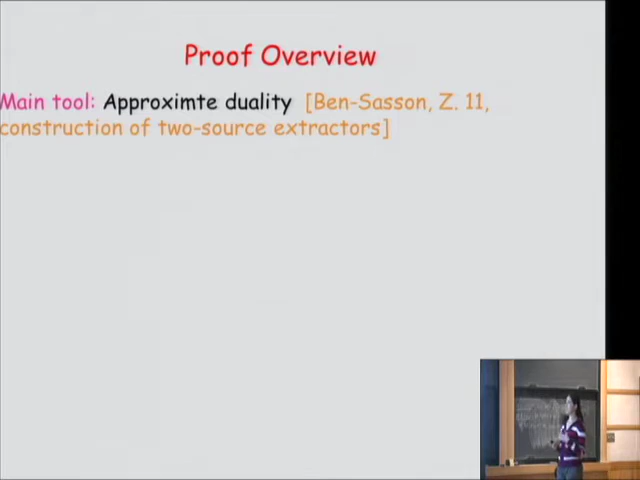 Proof Overview
Main tool: Approximte duality [Ben-Sasson, Z. 11,
construction of two-source extractors]